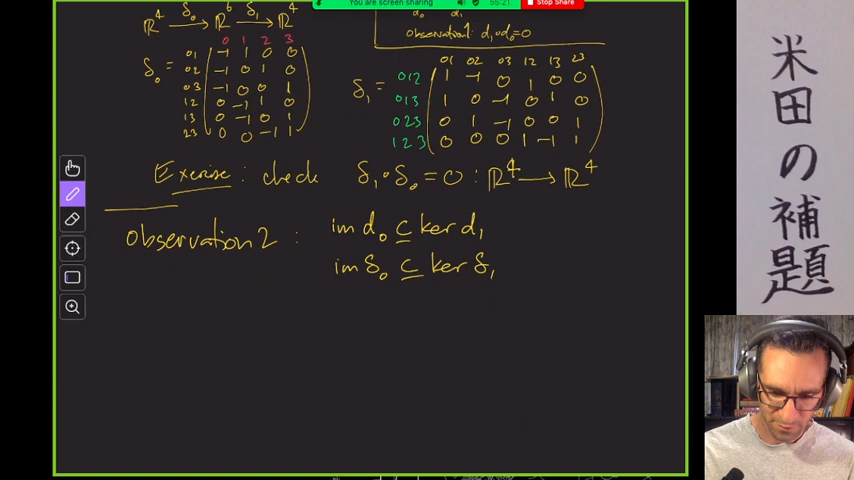 You are screen sharing 55:21 Stop Share
ℝ⁴ —δ₀→ ℝ⁶ —δ₁→ ℝ⁴
d₀ d₁
observation 1: d₁∘d₀=0
0 1 2 3
δ₀ =
01 -1 1 0 0
02 -1 0 1 0
03 -1 0 0 1
12 0 -1 1 0
13 0 -1 0 1
23 0 0 -1 1
01 02 03 12 13 23
δ₁ =
012 1 -1 0 1 0 0
013 1 0 -1 0 1 0
023 0 1 -1 0 0 1
123 0 0 0 1 -1 1
Exercise: check δ₁∘δ₀ = 0 : ℝ⁴ → ℝ⁴
observation 2 : im d₀ ⊆ ker d₁
im δ₀ ⊆ ker δ₁
米田の補題